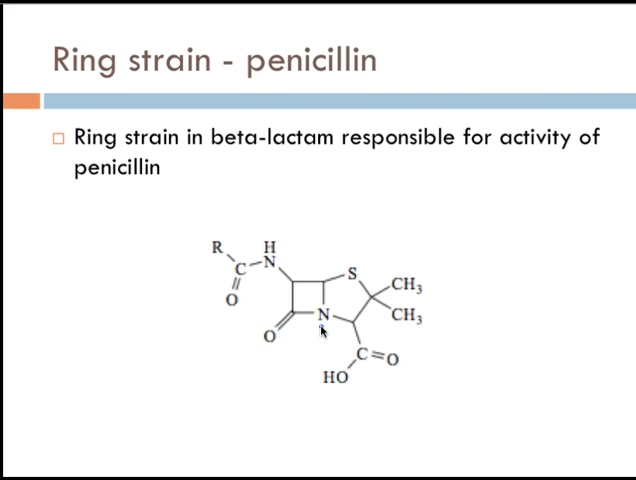 Ring strain - penicillin
Ring strain in beta-lactam responsible for activity of
penicillin
R
H
N
C
O
S
CH3
CH3
N
O
C=O
HO